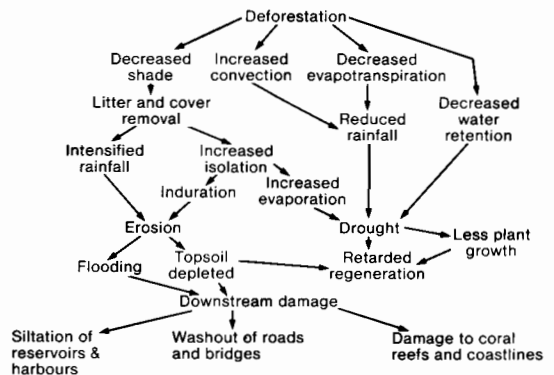 Deforestation
Decreased
shade
Increased
convection
Decreased
evapotranspiration
Litter and cover
removal
Reduced
rainfall
Decreased
water
retention
Intensified
rainfall
Increased
isolation
Induration
Increased
evaporation
Erosion
Drought
Less plant
growth
Flooding
Topsoil
depleted
Retarded
regeneration
Downstream damage
Siltation of
reservoirs &
harbours
Washout of roads
and bridges
Damage to coral
reefs and coastlines